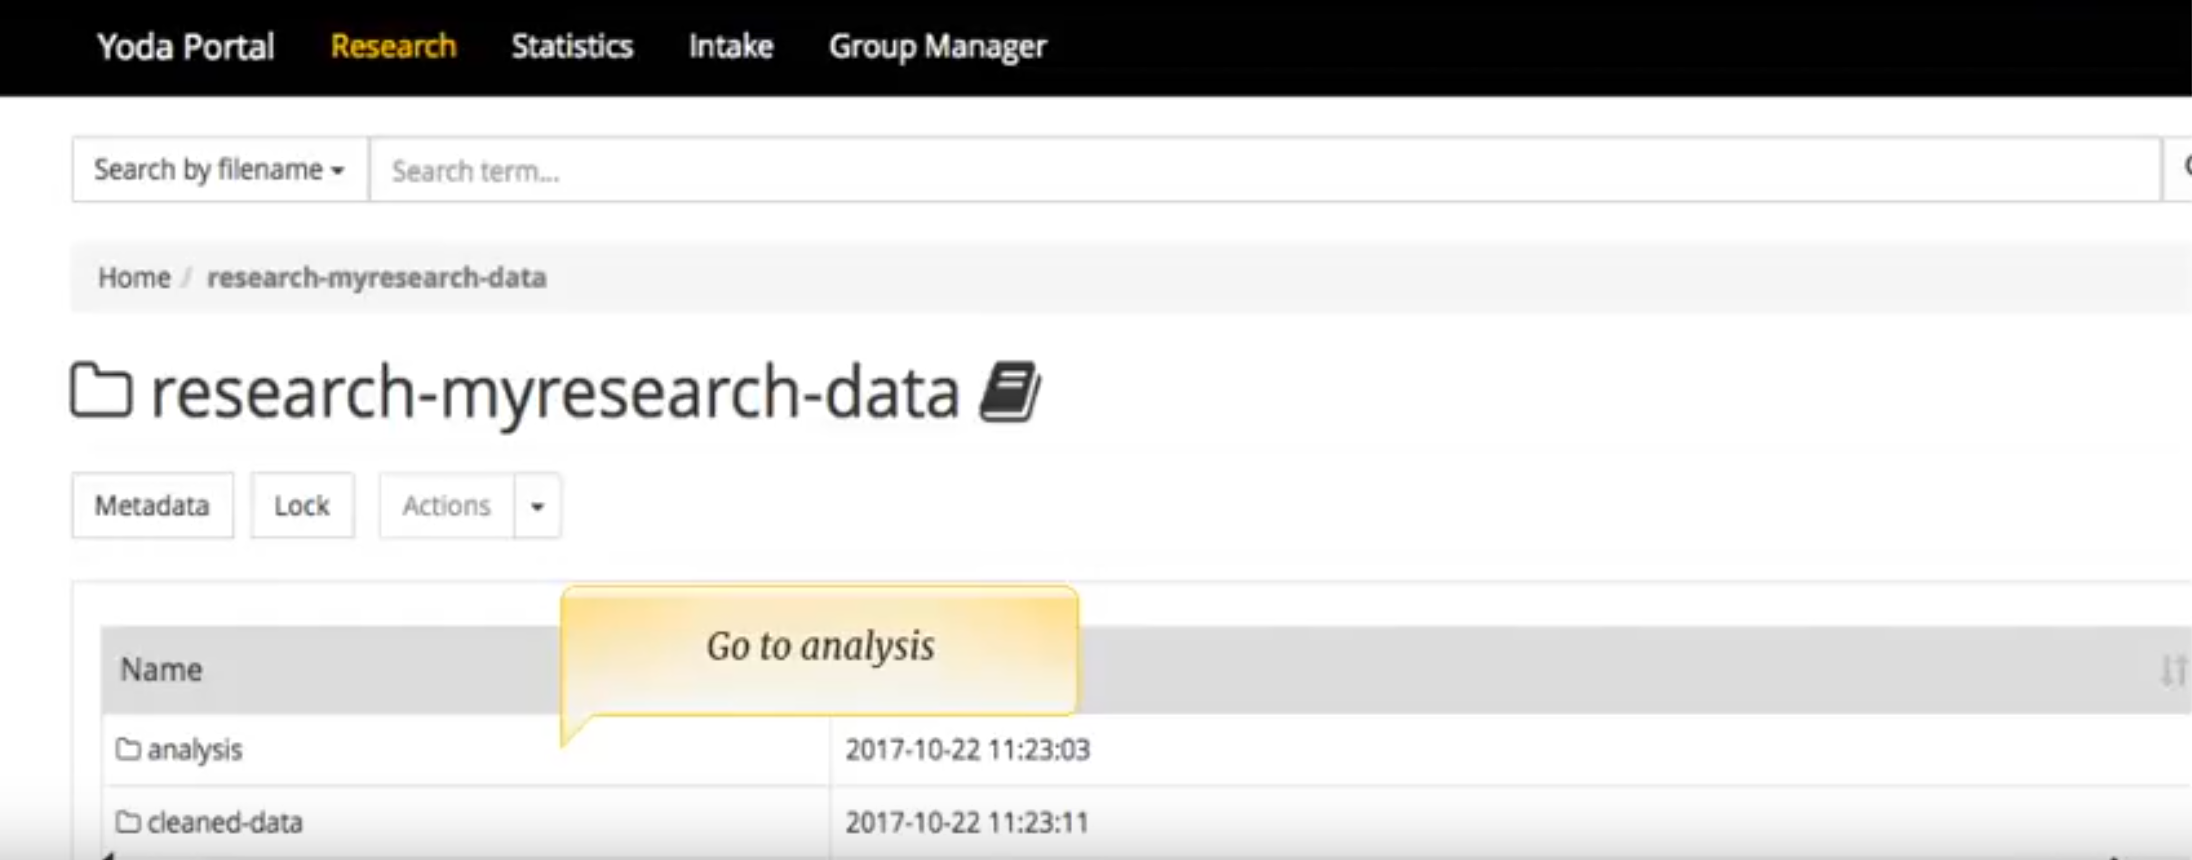 Yoda Portal Research Statistics Intake Group Manager
Search by filename Search term...
Home / research-myresearch-data
research-myresearch-data
Metadata Lock Actions
Go to analysis
Name
analysis 2017-10-22 11:23:03
cleaned-data 2017-10-22 11:23:11